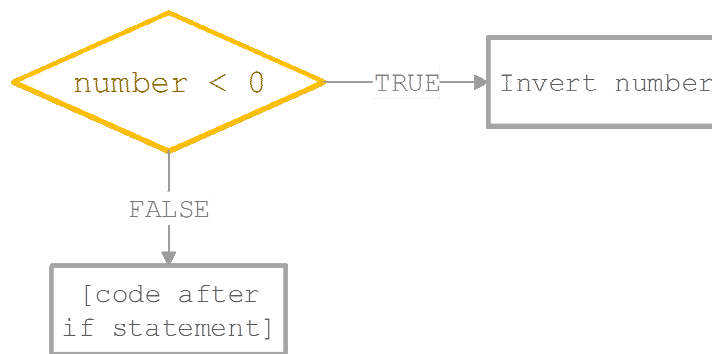 number < 0
TRUE
Invert number
FALSE
[code after
if statement]